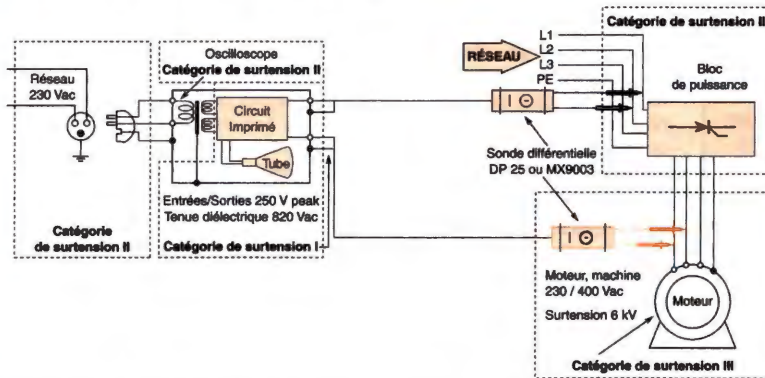 Réseau
230 Vac
Catégorie
de surtension II
Oscilloscope
Catégorie de surtension II
Circuit
Imprimé
Tube
Entrées/Sorties 250 V peak
Tenue diélectrique 820 Vac
Catégorie de surtension I
RÉSEAU
L1
L2
L3
PE
Catégorie de surtension II
Bloc
de puissance
Sonde différentielle
DP 25 ou MX9003
Moteur, machine
230 / 400 Vac
Surtension 6 kV
Moteur
Catégorie de surtension III